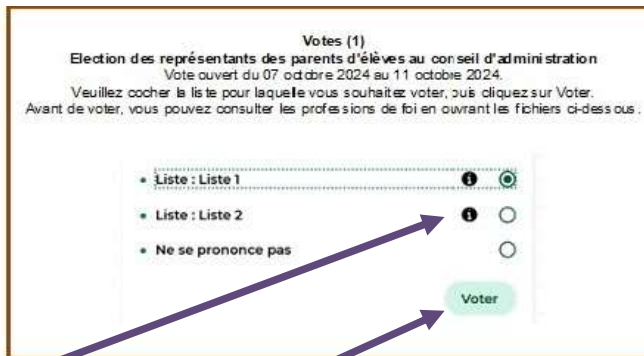 Votes (1)
Election des représentants des parents d'élèves au conseil d'administration
Vote ouvert du 07 octobre 2024 au 11 octobre 2024.
Veuillez cocher la liste pour laquelle vous souhaitez voter, puis cliquez sur Voter.
Avant de voter, vous pouvez consulter les professions de foi en ouvrant les fichiers ci-dessous.
• Liste : Liste 1
• Liste : Liste 2
• Ne se prononce pas
Voter